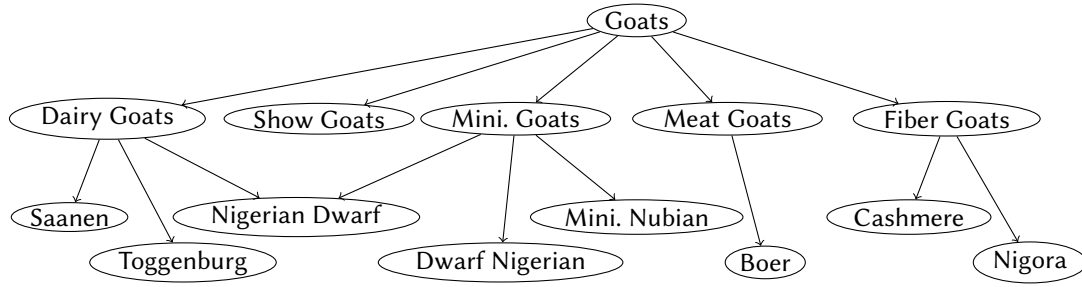 Goats
Dairy Goats
Show Goats
Mini. Goats
Meat Goats
Fiber Goats
Saanen
Nigerian Dwarf
Mini. Nubian
Cashmere
Toggenburg
Dwarf Nigerian
Boer
Nigora